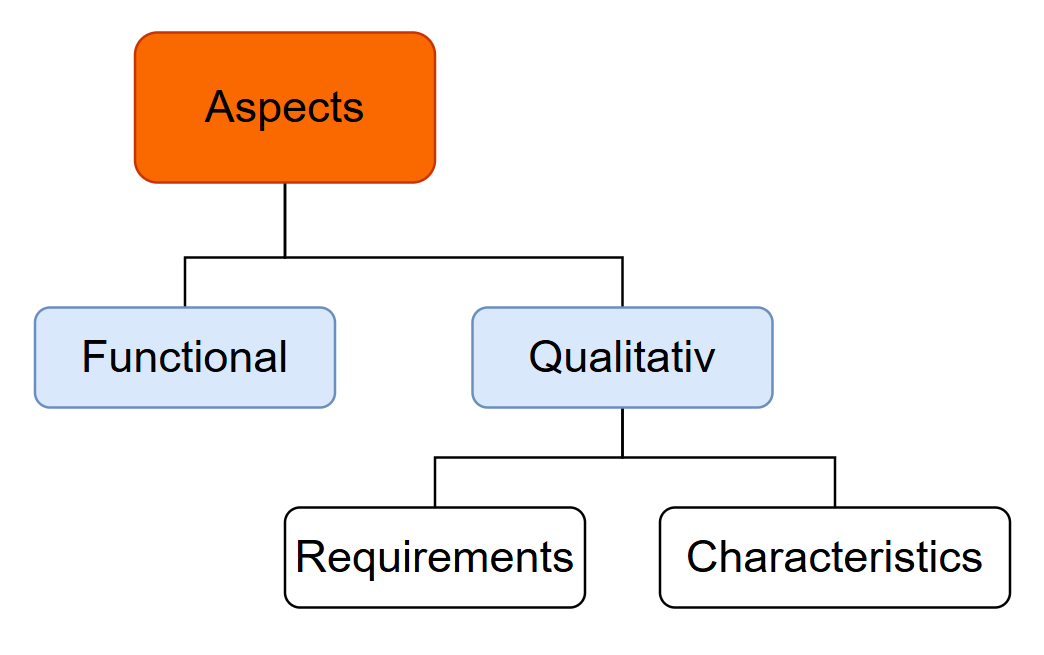 Aspects
Functional
Qualitativ
Requirements
Characteristics